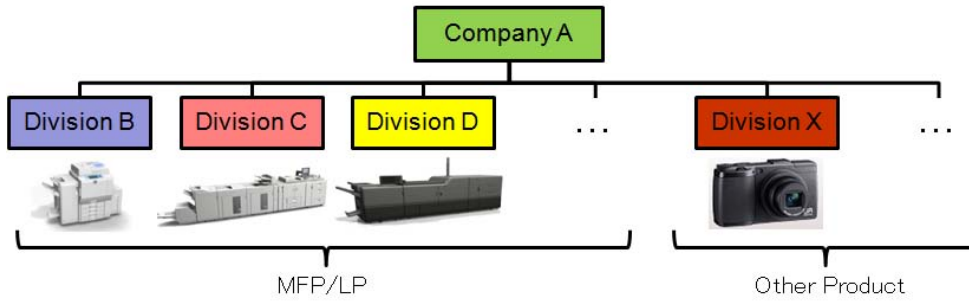 Company A
Division B
Division C
Division D
...
Division X
...
MFP/LP
Other Product